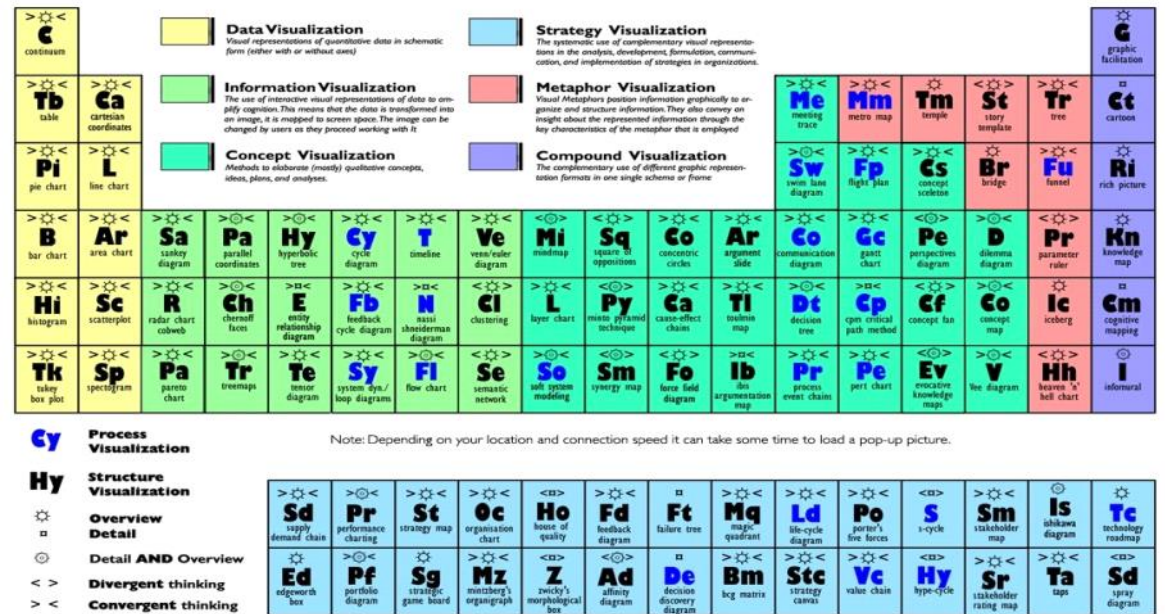 C
continuum
Data Visualization
Visual representations of quantitative data in schematic
form (either with or without axes)
Strategy Visualization
The systematic use of complementary visual representa-
tions in the analysis, development, formulation, communi-
cation, and implementation of strategies in organizations.
G
graphic
facilitation
Tb
table
Ca
cartesian
coordinates
Information Visualization
The use of interactive visual representations of data to am-
plify cognition. This means that the data is transformed into
an image, it is mapped to screen space. The image can be
changed by users as they proceed working with It
Metaphor Visualization
Visual Metaphors position information graphically to or-
ganize and structure information. They also convey an
insight about the represented information through the
key characteristics of the metaphor that is employed
Me
meeting
trace
Mm
metro map
Tm
temple
St
story
template
Tr
tree
Ct
cartoon
Pi
pie chart
L
line chart
Concept Visualization
Methods to elaborate (mostly) qualitative concepts,
ideas, plans, and analyses.
Compound Visualization
The complementary use of different graphic represen-
tation formats in one single schema or frame
Sw
swim lane
diagram
Fp
flight plan
Cs
concept
sceleton
Br
bridge
Fu
funnel
Ri
rich picture
B
bar chart
Ar
area chart
Sa
sankey
diagram
Pa
parallel
coordinates
Hy
hyperbolic
tree
Cy
cycle
diagram
T
timeline
Ve
venn/euler
diagram
Mi
mindmap
Sq
square of
oppositions
Co
concentric
circles
Ar
argument
slide
Co
communication
diagram
Gc
gantt
chart
Pe
perspectives
diagram
D
dilemma
diagram
Pr
parameter
ruler
Kn
knowledge
map
Hi
histogram
Sc
scatterplot
R
radar chart
cobweb
Ch
chernoff
faces
E
entity
relationship
diagram
Fb
feedback
cycle diagram
N
nassi
shneiderman
diagram
Cl
clustering
L
layer chart
Py
minto pyramid
technique
Ca
cause-effect
chains
Tl
toulmin
map
Dt
decision
tree
Cp
cpm critical
path method
Cf
concept fan
Co
concept
map
Ic
iceberg
Cm
cognitive
mapping
Tk
tukey
box plot
Sp
spectogram
Pa
pareto
chart
Tr
treemaps
Te
tensor
diagram
Sy
system dyn./
loop diagrams
Fl
flow chart
Se
semantic
network
So
soft system
modeling
Sm
synergy map
Fo
force field
diagram
Ib
ibis
argumentation
map
Pr
process
event chains
Pe
pert chart
Ev
evocative
knowledge
maps
V
Vee diagram
Hh
heaven 'n'
hell chart
I
infomural
Cy
Process
Visualization
Note: Depending on your location and connection speed it can take some time to load a pop-up picture.
Hy
Structure
Visualization
Overview
Detail
Detail AND Overview
< > Divergent thinking
> < Convergent thinking
Sd
supply
demand chain
Pr
performance
charting
St
strategy map
Oc
organisation
chart
Ho
house of
quality
Fd
feedback
diagram
Ft
failure tree
Mq
magic
quadrant
Ld
life-cycle
diagram
Po
porter's
five forces
S
s-cycle
Sm
stakeholder
map
Is
ishikawa
diagram
Tc
technology
roadmap
Ed
edgeworth
box
Pf
portfolio
diagram
Sg
strategic
game board
Mz
mintzberg's
organigraph
Z
zwicky's
morphological
box
Ad
affinity
diagram
De
decision
discovery
diagram
Bm
bcg matrix
Stc
strategy
canvas
Vc
value chain
Hy
hype-cycle
Sr
stakeholder
rating map
Ta
taps
Sd
spray
diagram